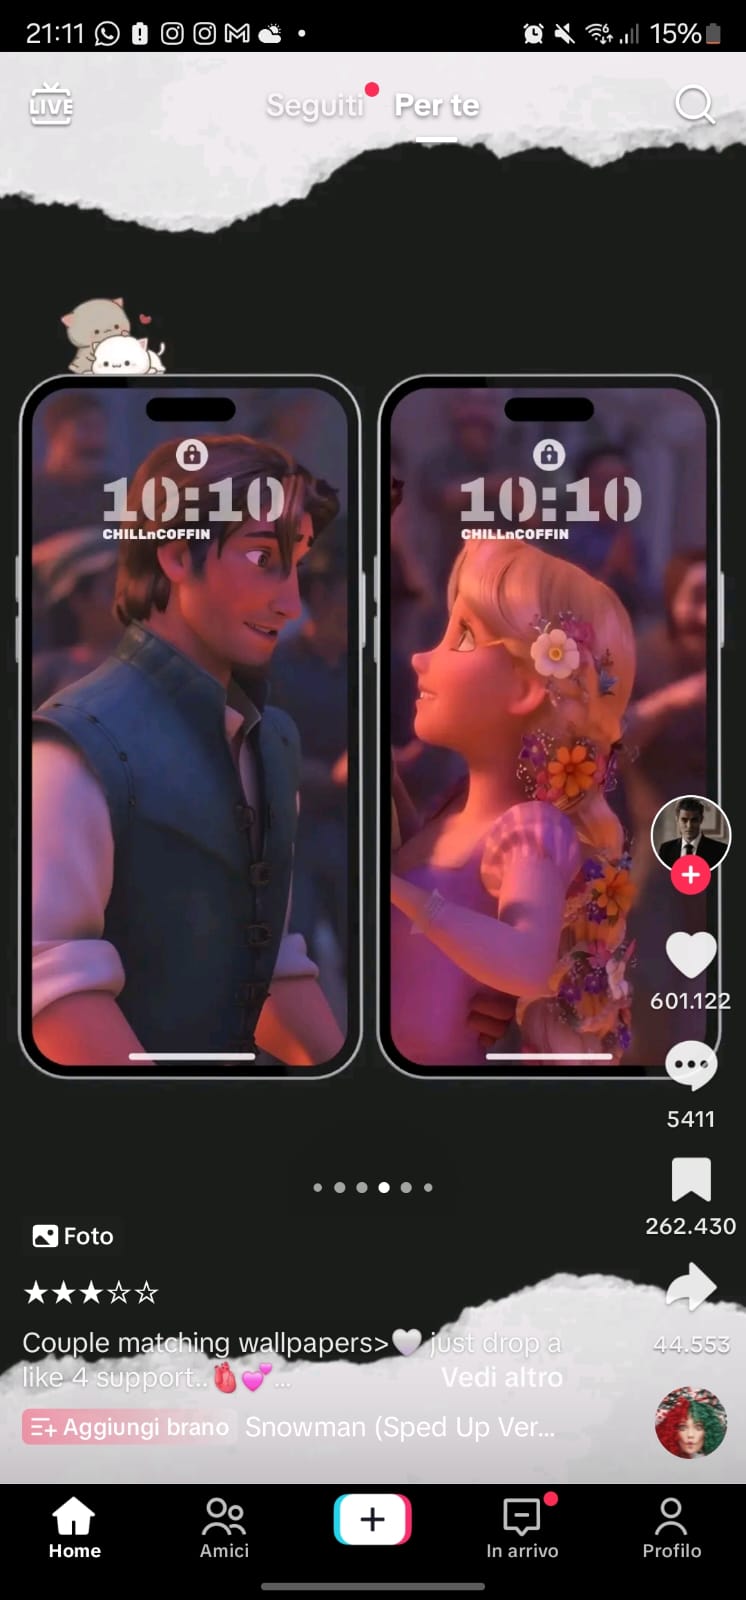 21:11
15%
LIVE
Seguiti
Per te
10:10
CHILLnCOFFIN
10:10
CHILLnCOFFIN
601.122
5411
262.430
44.553
Foto
★★★☆☆
Couple matching wallpapers>🤍 just drop a
like 4 support..🫀💕...
Vedi altro
Aggiungi brano
Snowman (Sped Up Ver...
Home
Amici
In arrivo
Profilo